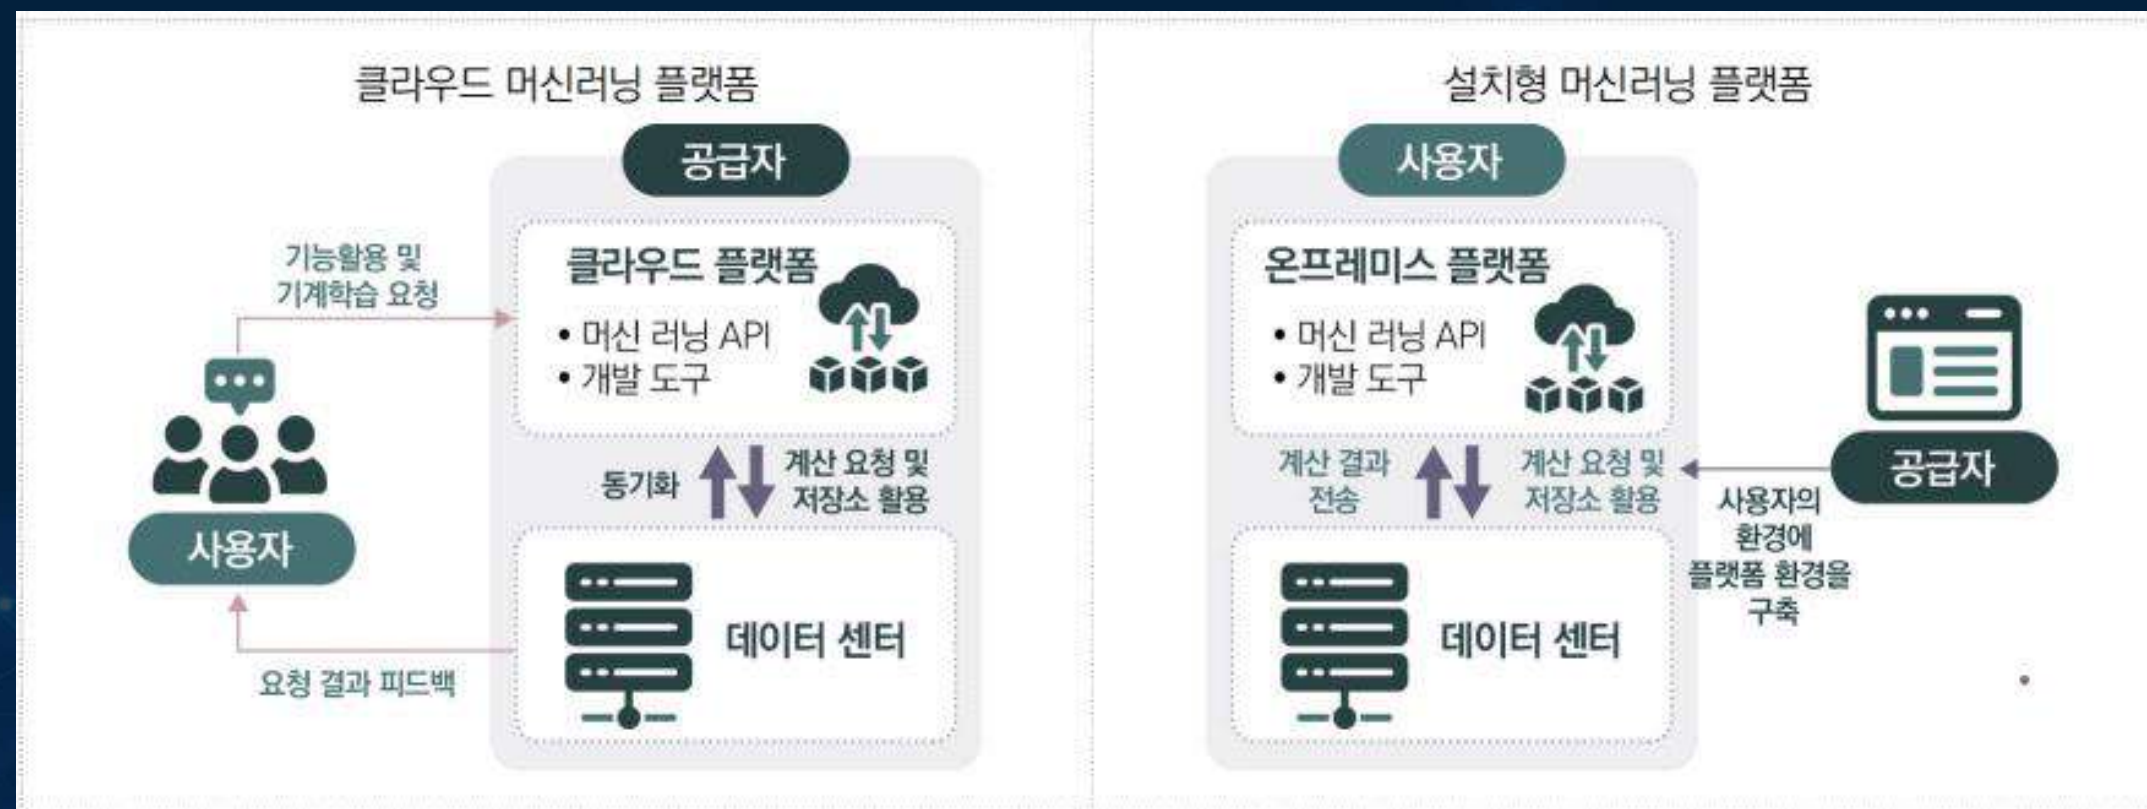 클라우드 머신러닝 플랫폼
공급자
기능활용 및
기계학습 요청
클라우드 플랫폼
• 머신 러닝 API
• 개발 도구
동기화
계산 요청 및
저장소 활용
사용자
데이터 센터
요청 결과 피드백
설치형 머신러닝 플랫폼
사용자
온프레미스 플랫폼
• 머신 러닝 API
• 개발 도구
계산 결과
전송
계산 요청 및
저장소 활용
공급자
사용자의
환경에
플랫폼 환경을
구축
데이터 센터